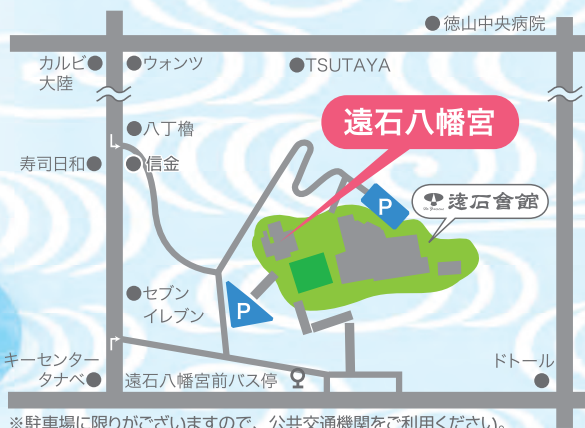 徳山中央病院
カルビ
大陸
ウォンツ
TSUTAYA
八丁櫓
遠石八幡宮
寿司日和
信金
P
遠石會館
セブン
イレブン
P
キーセンター
タナベ
遠石八幡宮前バス停
ドトール
※駐車場に限りがございますので、公共交通機関をご利用ください。